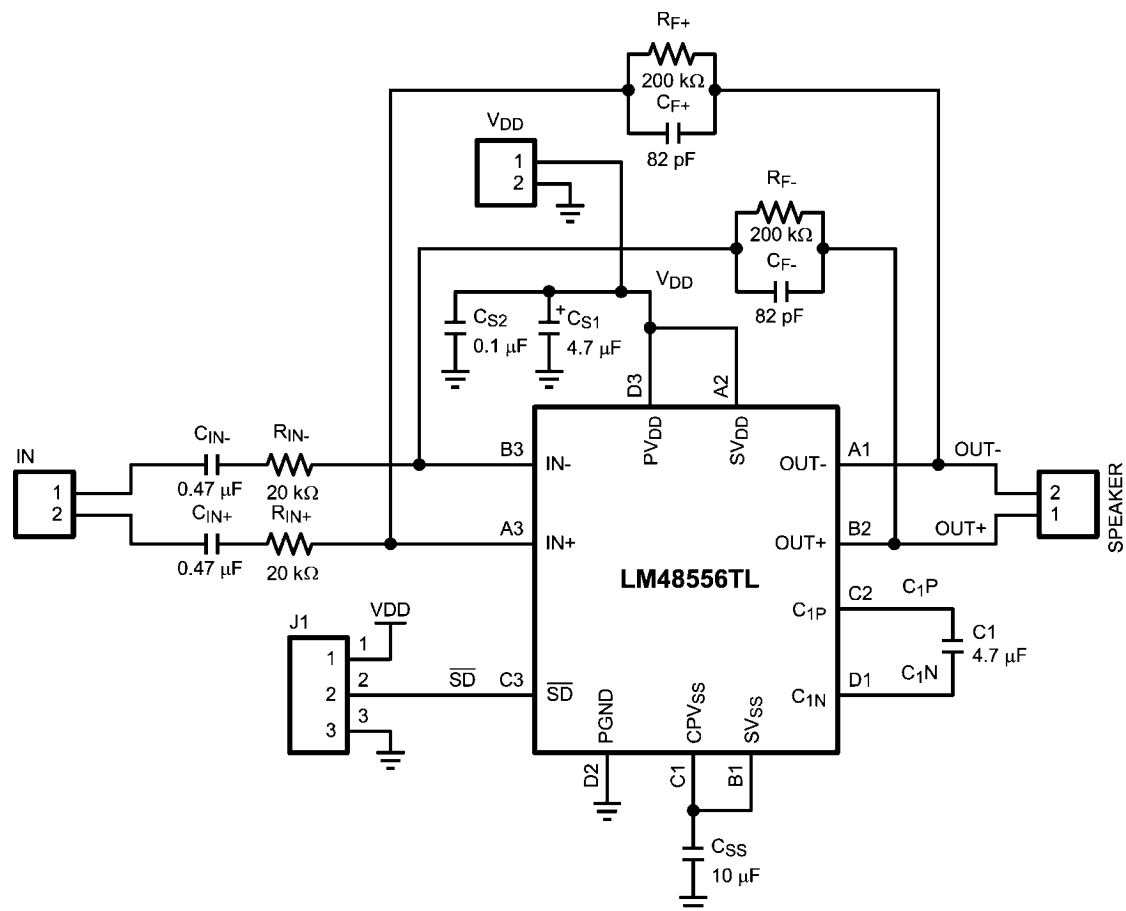 RF+
200 kΩ
CF+
82 pF
VDD
1
2
RF-
200 kΩ
CF-
82 pF
VDD
CS2
0.1 μF
+
CS1
4.7 μF
D3
A2
PVDD
SVDD
IN
1
2
CIN-
0.47 μF
RIN-
20 kΩ
CIN+
0.47 μF
RIN+
20 kΩ
B3
IN-
A3
IN+
OUT-
A1
OUT-
OUT+
B2
OUT+
2
1
SPEAKER
LM48556TL
C1P
C2
C1P
C1
4.7 μF
C1N
D1
C1N
J1
VDD
1
1
2
2
3
3
SD
C3
SD
PGND
D2
CPVSS
C1
SVSS
B1
CSS
10 μF